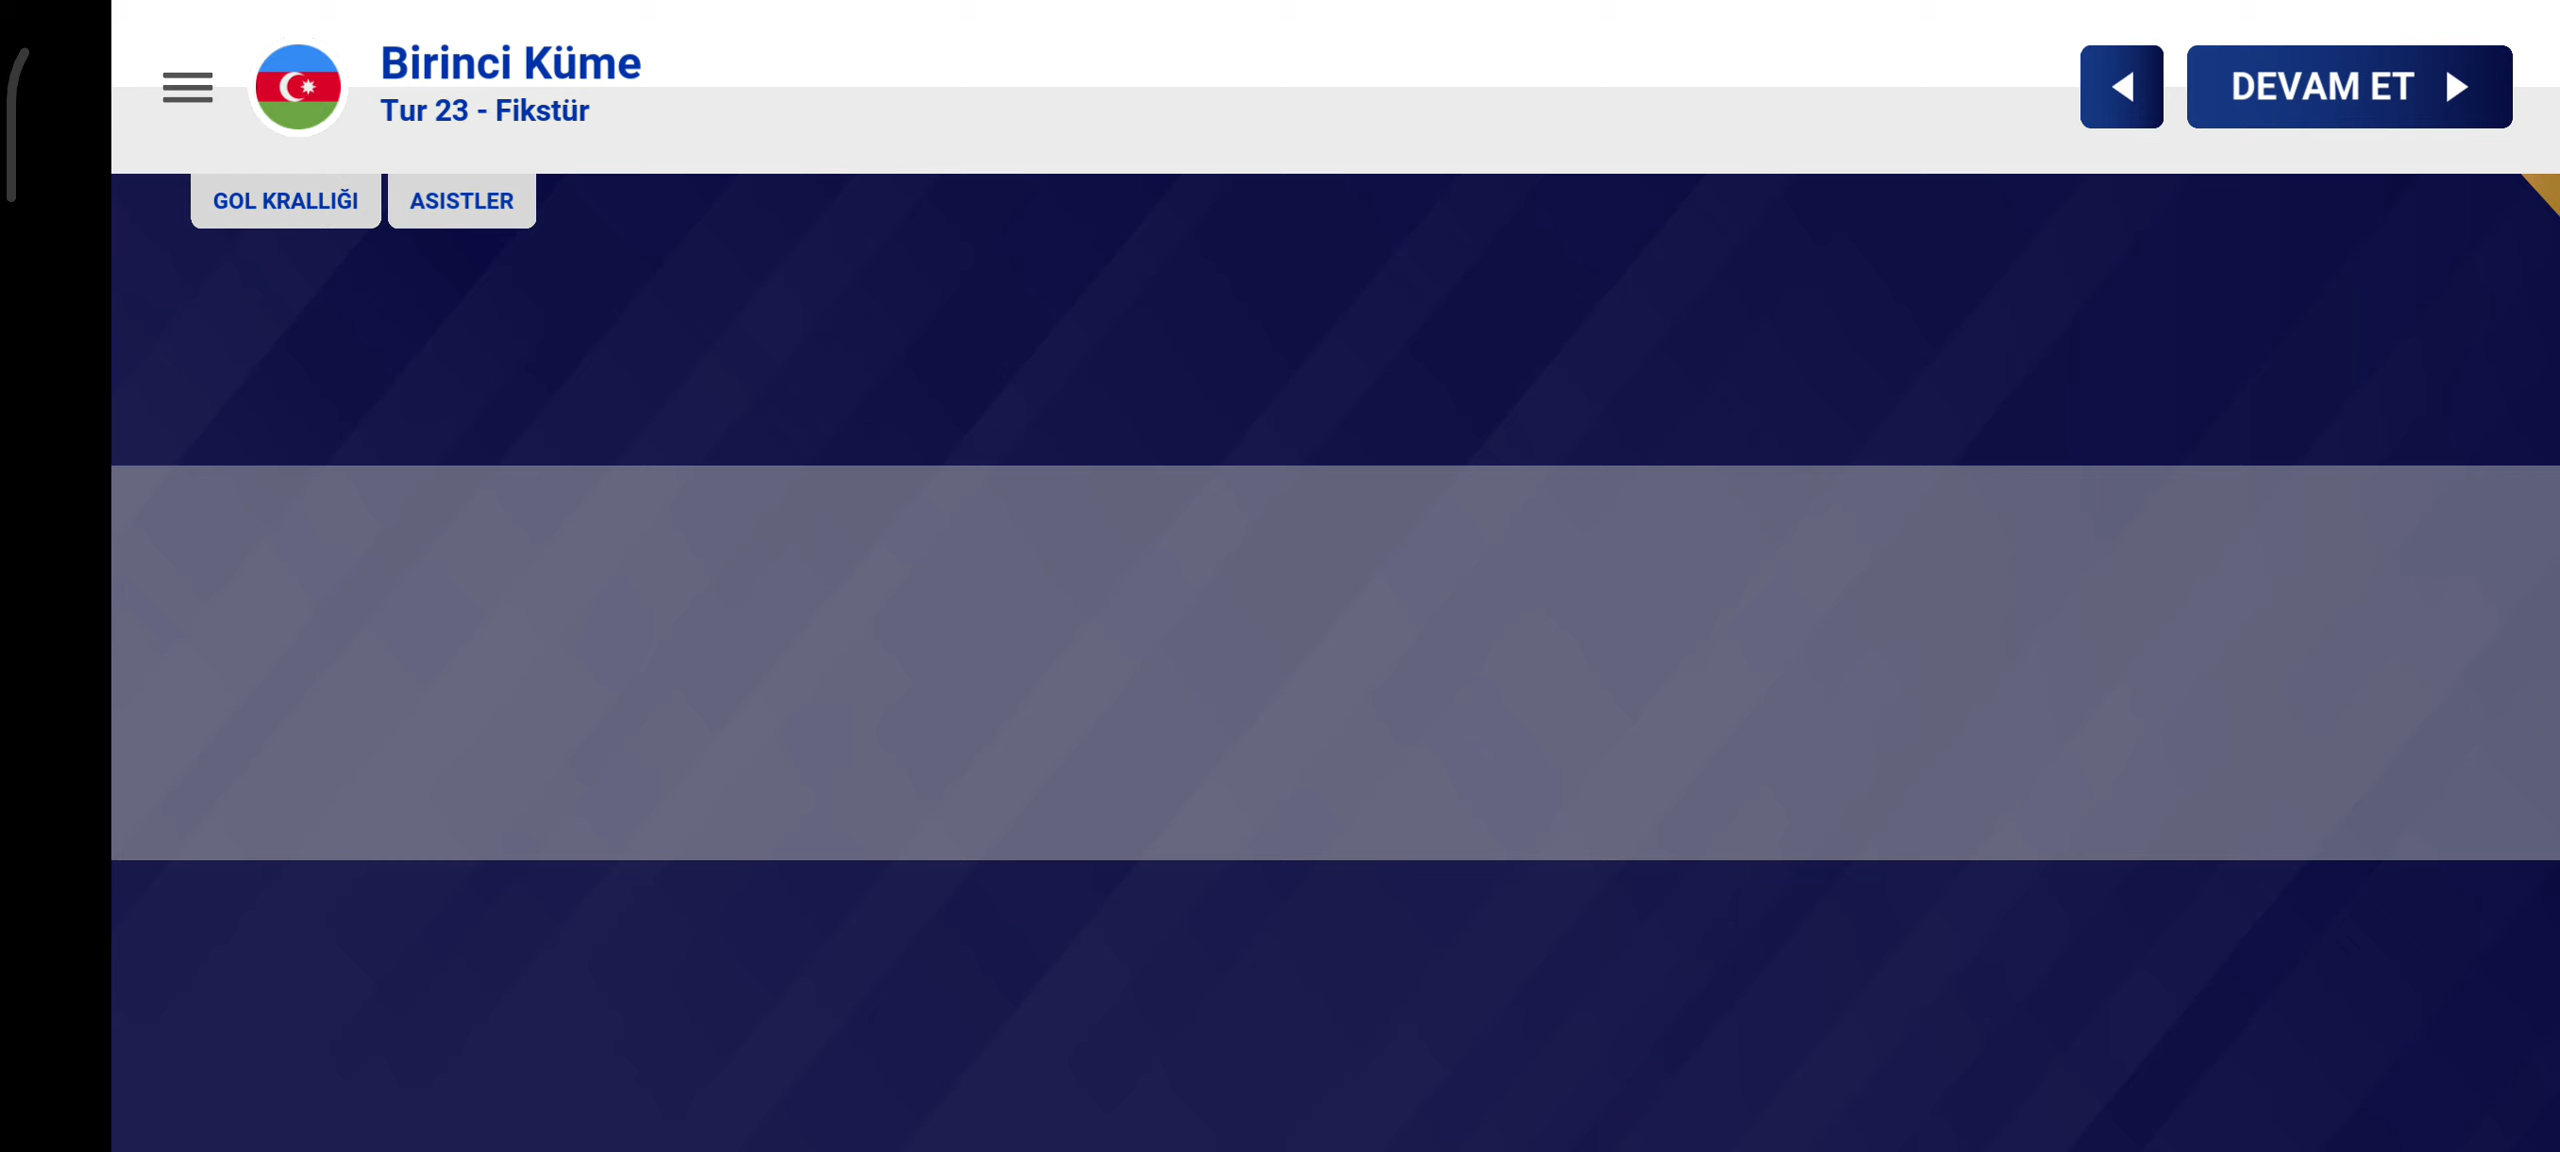 Birinci Küme
Tur 23 - Fikstür
DEVAM ET
GOL KRALLIĞI
ASISTLER